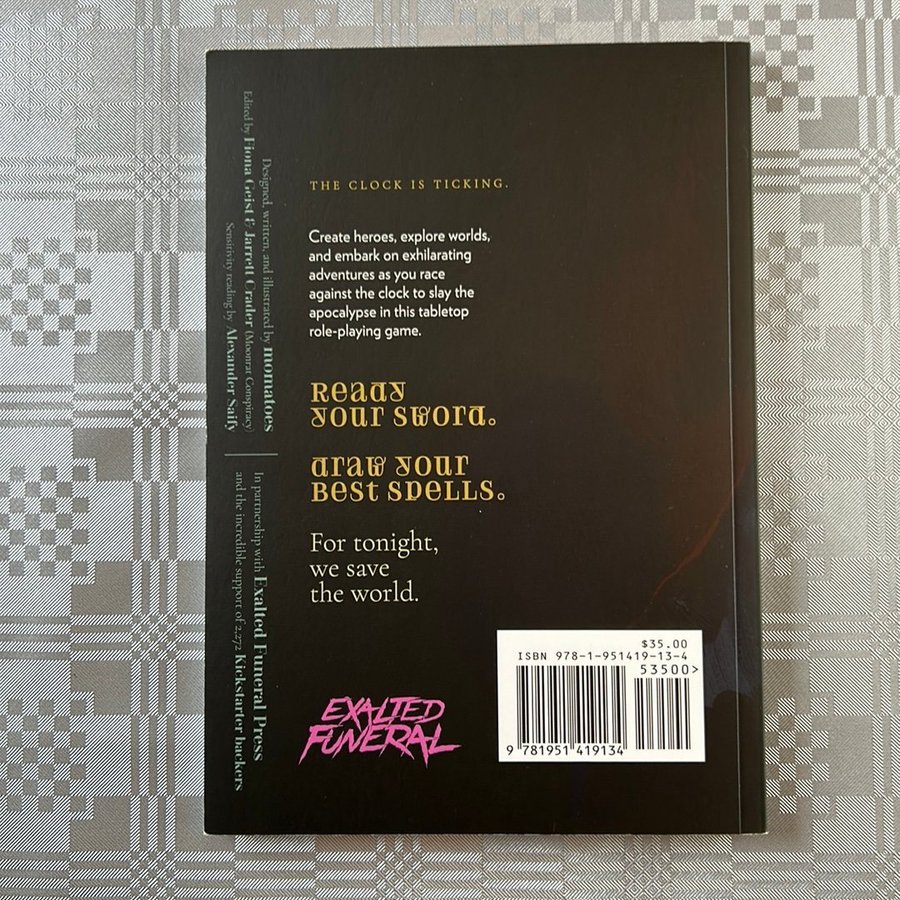 THE CLOCK IS TICKING.
Create heroes, explore worlds,
and embark on exhilarating
adventures as you race
against the clock to slay the
apocalypse in this tabletop
role-playing game.
Ready
your sword.
draw your
Best spells.
For tonight,
we save
the world.
Designed, written, and illustrated by momatoes
Edited by Fiona Geist & Jarrett Crader (Moonrat Conspiracy)
Sensitivity reading by Alexander Saify
In partnership with Exalted Funeral Press
and the incredible support of 2,272 Kickstarter backers
EXALTED
FUNERAL
$35.00
ISBN 978-1-951419-13-4
53500>
9 781951 419134